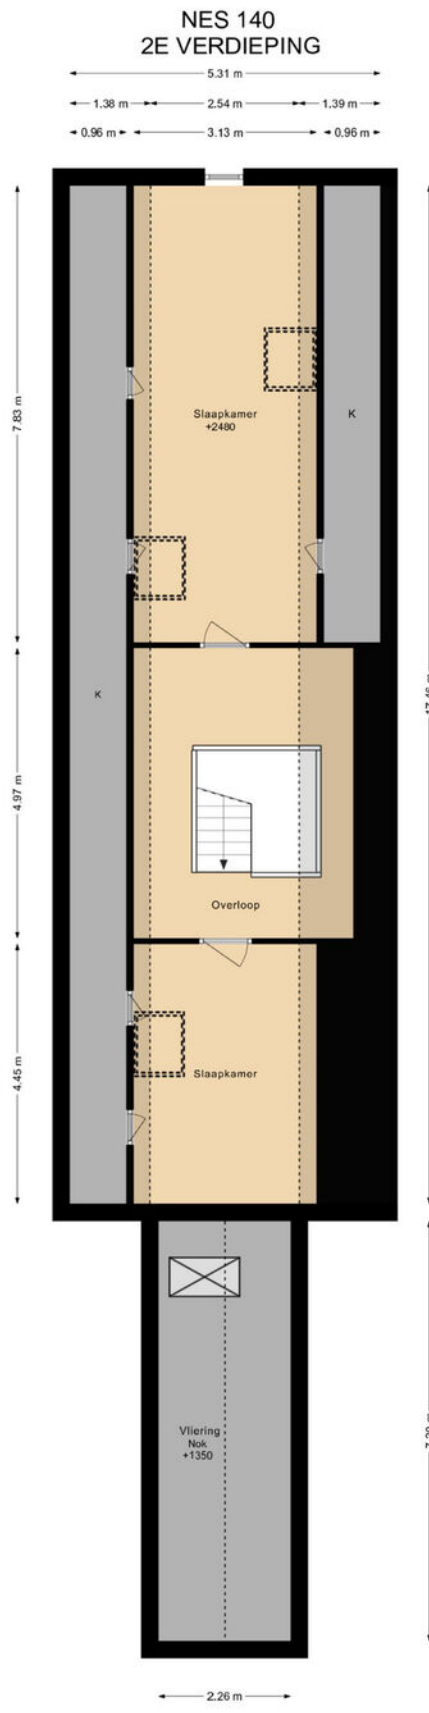 NES 140
2E VERDIEPING
5.31 m
1.38 m
2.54 m
1.39 m
0.96 m
3.13 m
0.96 m
7.83 m
Slaapkamer
+2480
K
K
4.97 m
Overloop
4.45 m
Slaapkamer
Vliering
Nok
+1350
2.26 m